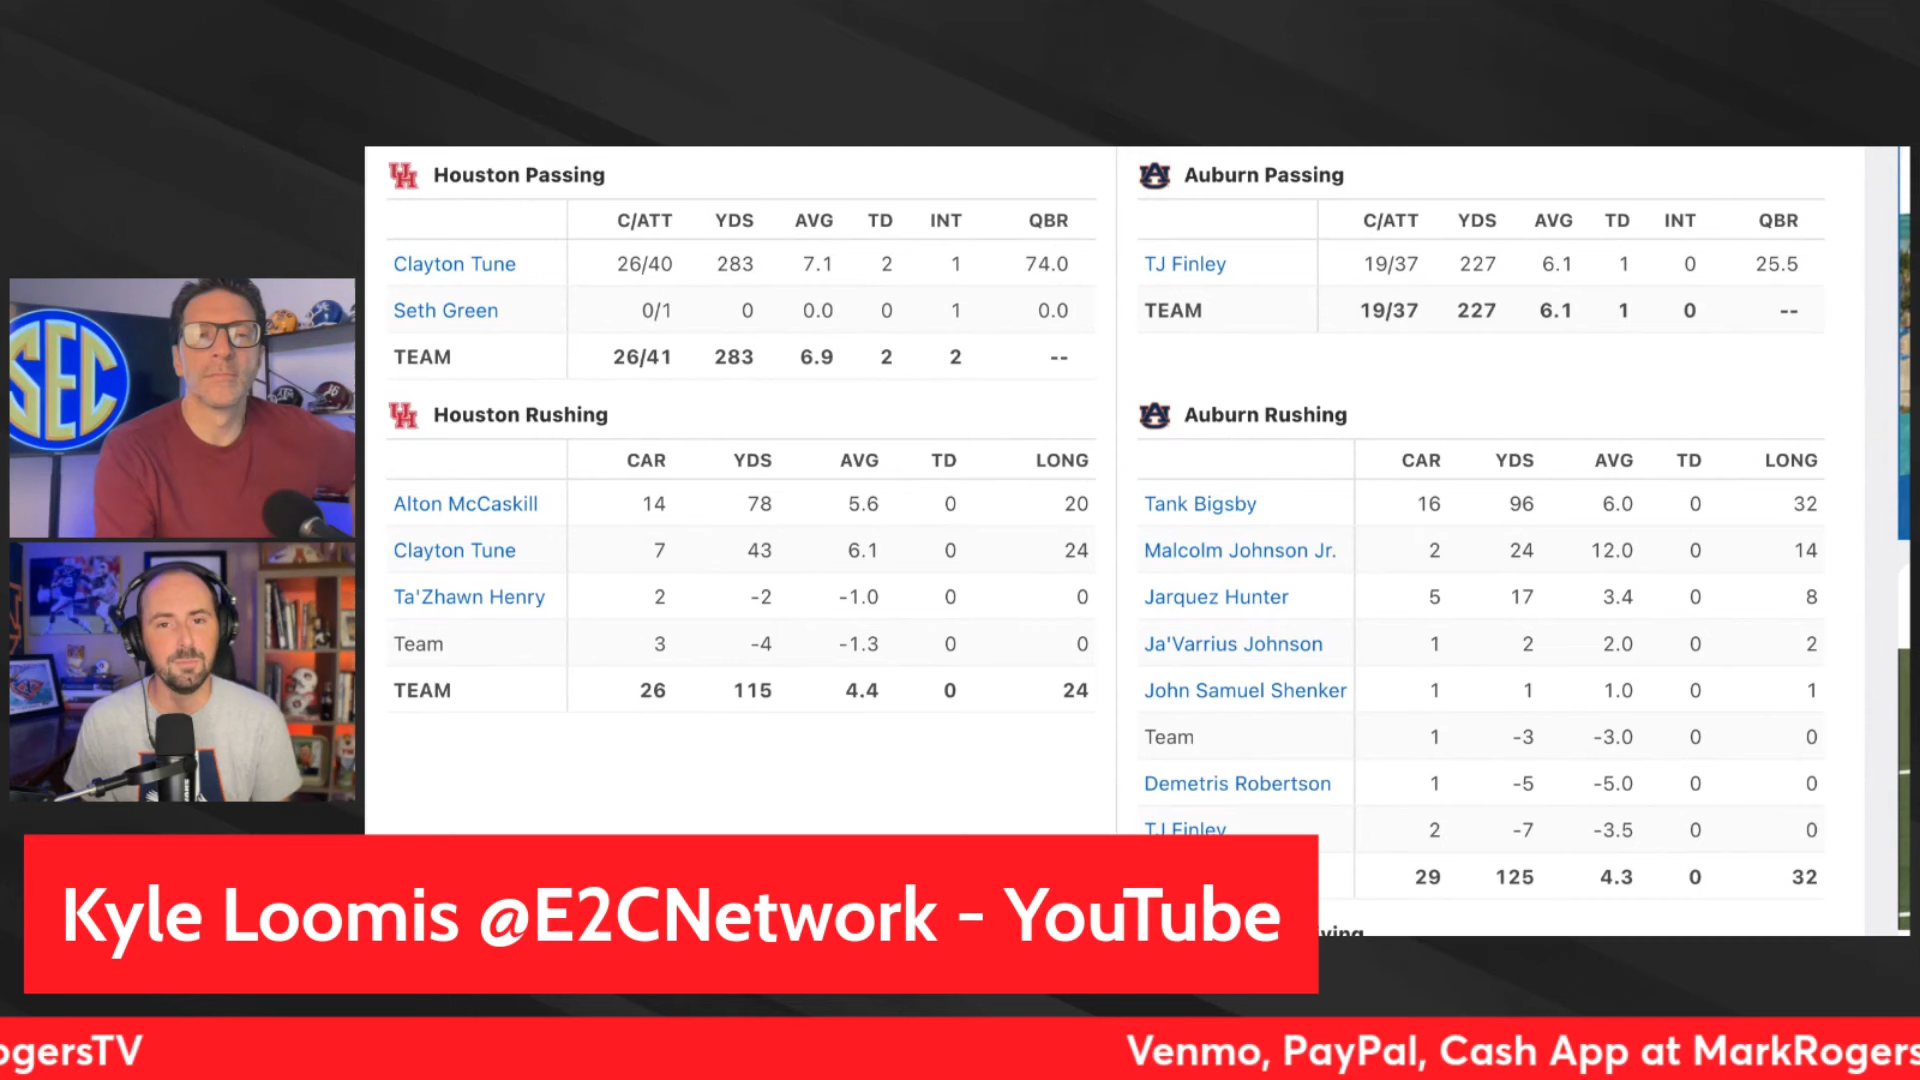 Houston Passing
C/ATT YDS AVG TD INT QBR
Clayton Tune 26/40 283 7.1 2 1 74.0
Seth Green 0/1 0 0.0 0 1 0.0
TEAM 26/41 283 6.9 2 2 --
Houston Rushing
CAR YDS AVG TD LONG
Alton McCaskill 14 78 5.6 0 20
Clayton Tune 7 43 6.1 0 24
Ta'Zhawn Henry 2 -2 -1.0 0 0
Team 3 -4 -1.3 0 0
TEAM 26 115 4.4 0 24
Auburn Passing
C/ATT YDS AVG TD INT QBR
TJ Finley 19/37 227 6.1 1 0 25.5
TEAM 19/37 227 6.1 1 0 --
Auburn Rushing
CAR YDS AVG TD LONG
Tank Bigsby 16 96 6.0 0 32
Malcolm Johnson Jr. 2 24 12.0 0 14
Jarquez Hunter 5 17 3.4 0 8
Ja'Varrius Johnson 1 2 2.0 0 2
John Samuel Shenker 1 1 1.0 0 1
Team 1 -3 -3.0 0 0
Demetris Robertson 1 -5 -5.0 0 0
TJ Finley 2 -7 -3.5 0 0
29 125 4.3 0 32
SEC
Kyle Loomis @E2CNetwork - YouTube
ogersTV Venmo, PayPal, Cash App at MarkRogers